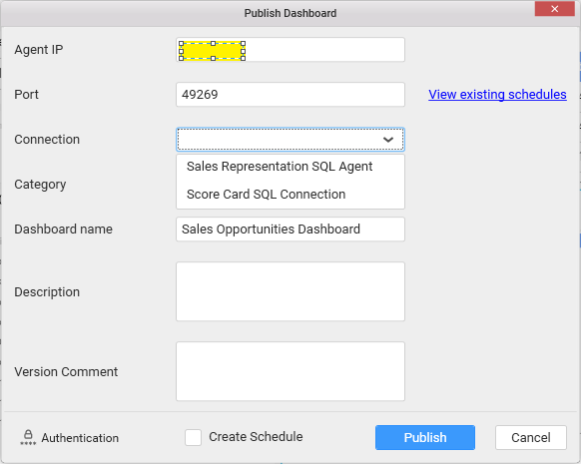 Publish Dashboard
Agent IP
Port
49269
View existing schedules
Connection
Sales Representation SQL Agent
Score Card SQL Connection
Category
Dashboard name
Sales Opportunities Dashboard
Description
Version Comment
Authentication
Create Schedule
Publish
Cancel